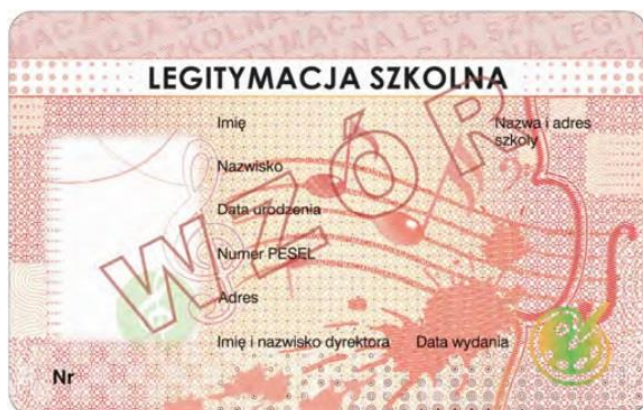 LEGITYMACJA SZKOLNA
Imię
Nazwa i adres
szkoły
Nazwisko
Data urodzenia
Numer PESEL
Adres
Imię i nazwisko dyrektora Data wydania
Nr
WZÓR